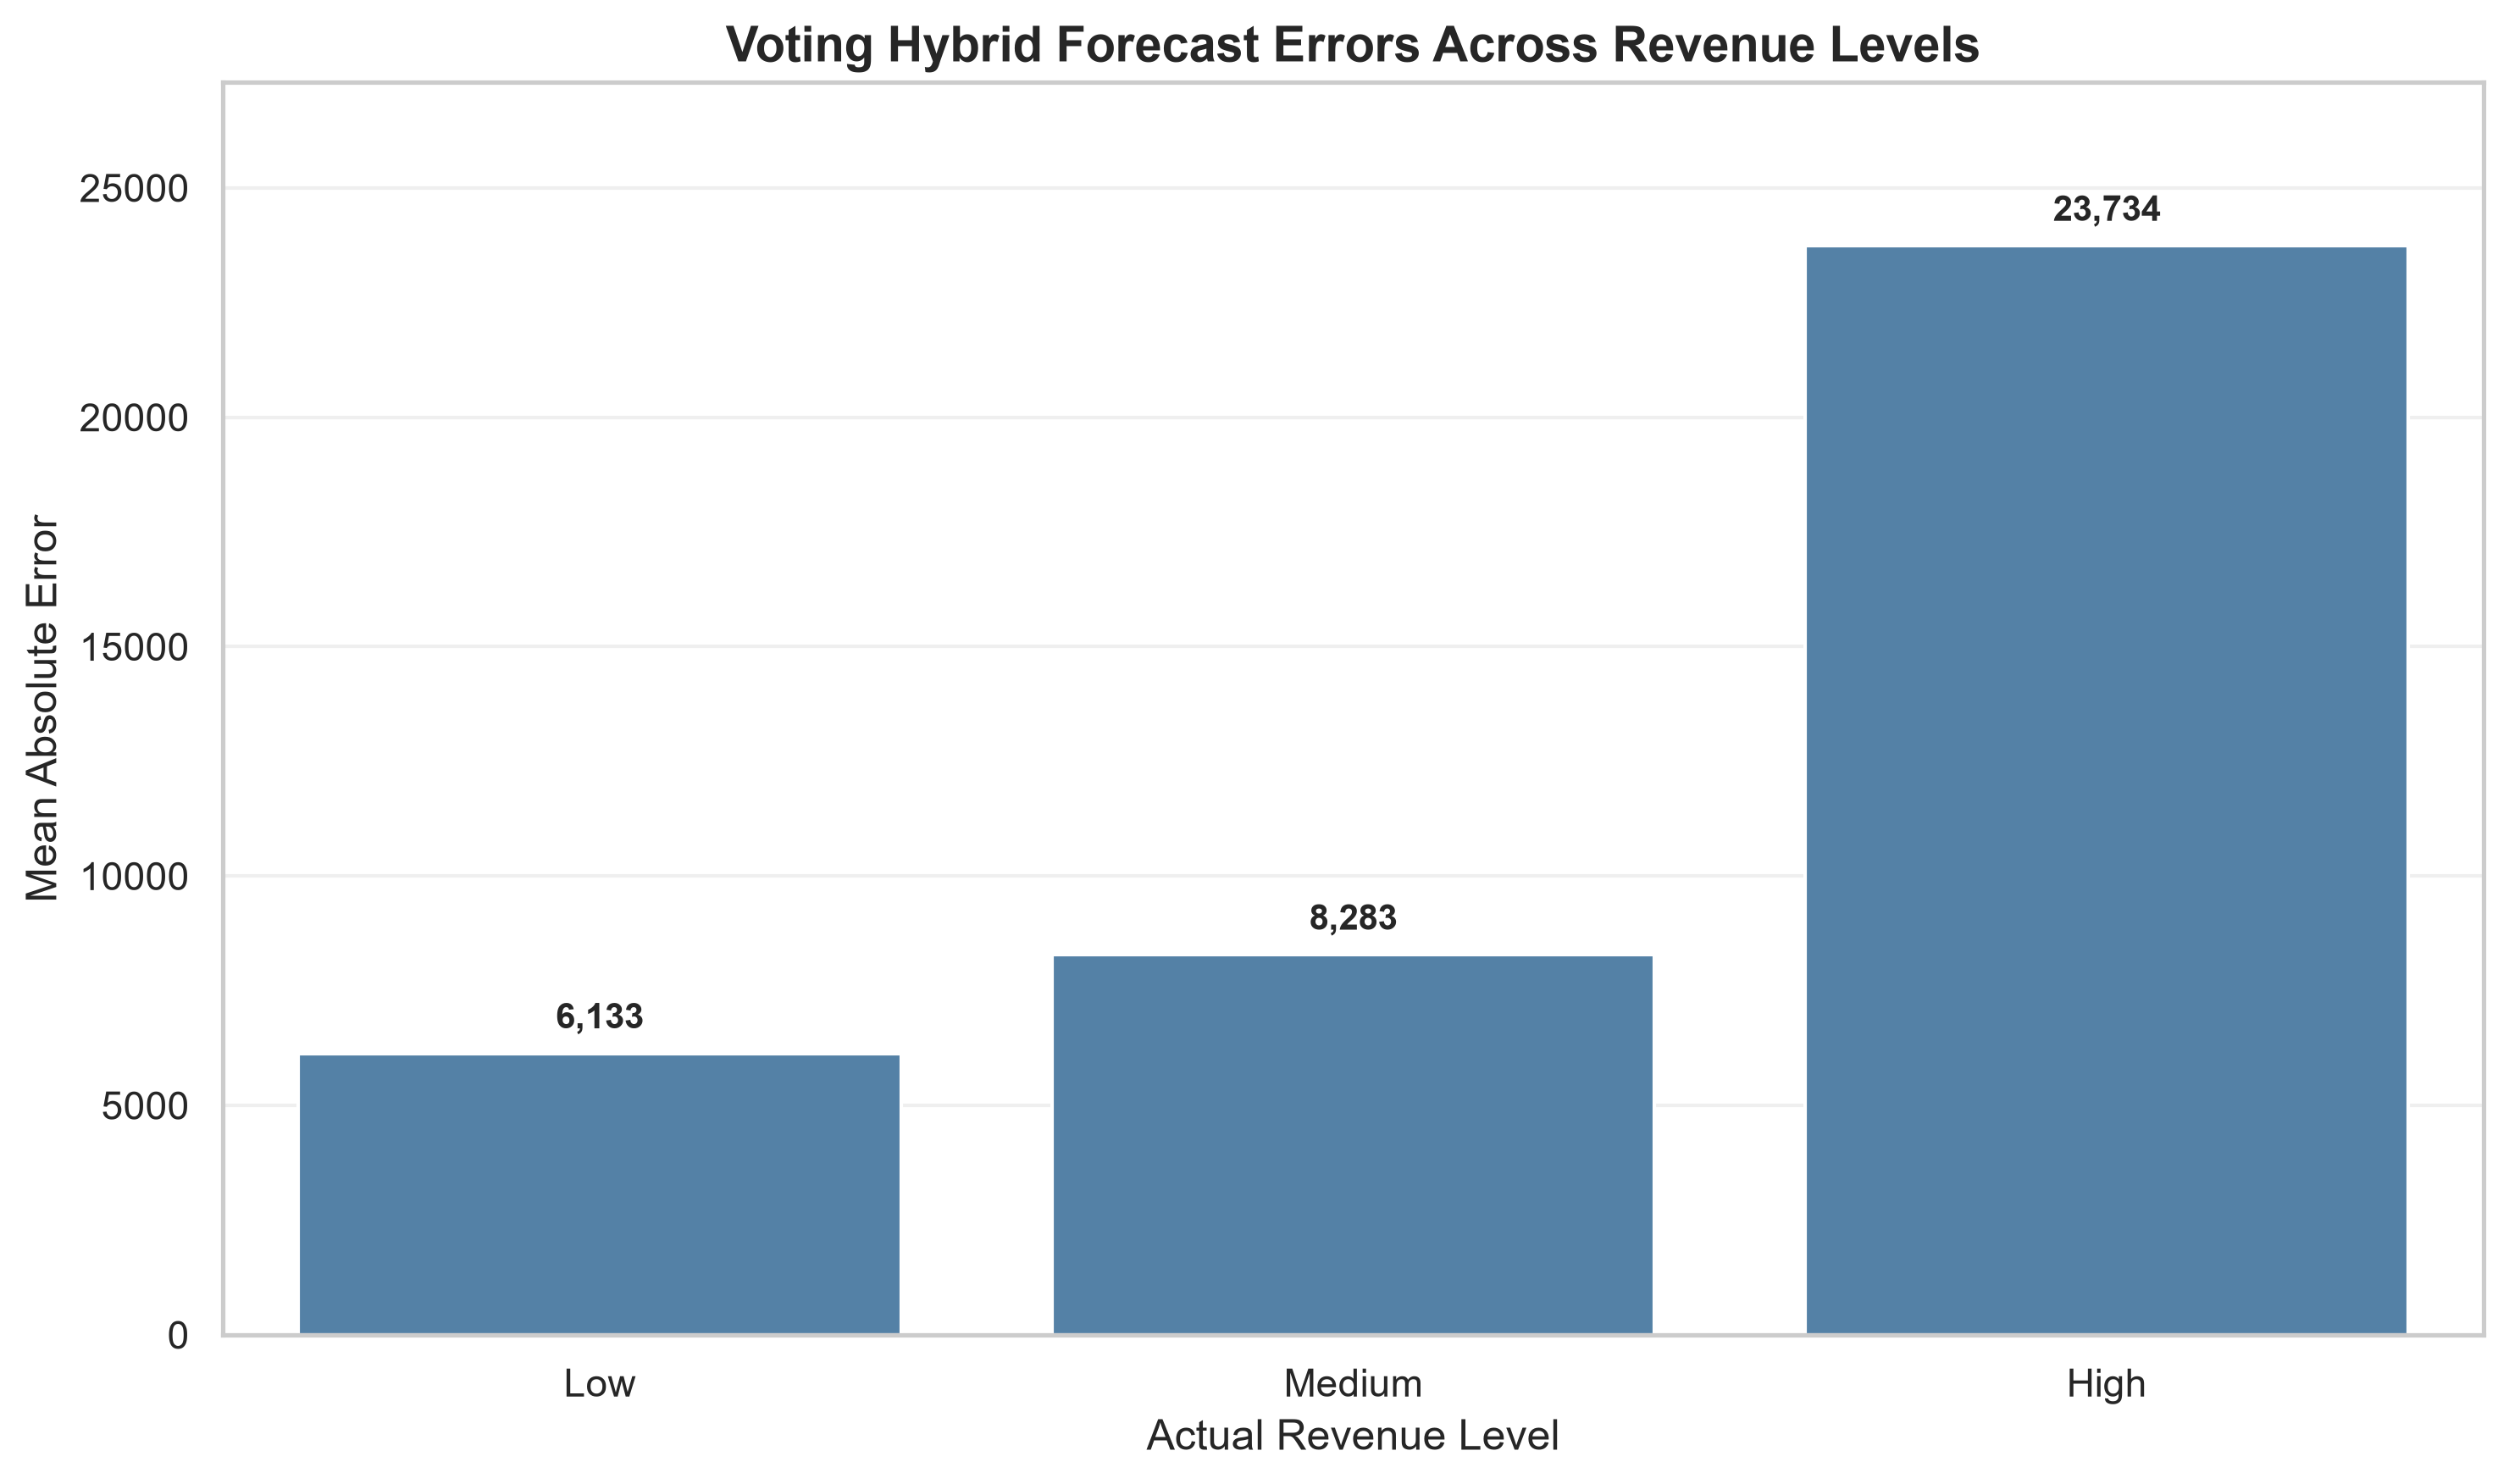 Voting Hybrid Forecast Errors Across Revenue Levels
Mean Absolute Error
25000
20000
15000
10000
5000
0
23,734
8,283
6,133
Low
Medium
High
Actual Revenue Level